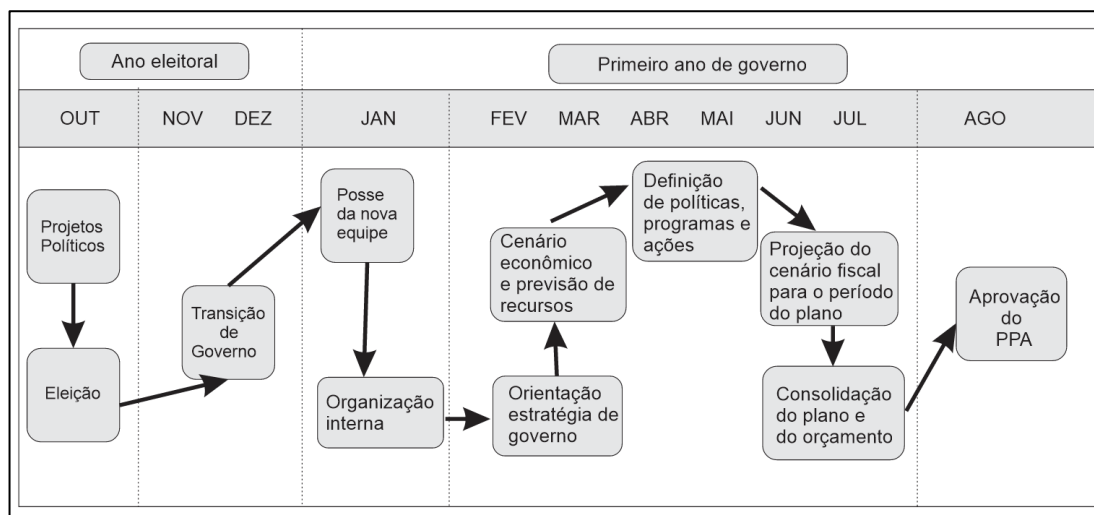 Ano eleitoral
Primeiro ano de governo
OUT
NOV
DEZ
JAN
FEV
MAR
ABR
MAI
JUN
JUL
AGO
Projetos
Políticos
Eleição
Transição
de
Governo
Posse
da nova
equipe
Organização
interna
Orientação
estratégia de
governo
Cenário
econômico
e previsão de
recursos
Definição
de políticas,
programas e
ações
Projeção do
cenário fiscal
para o período
do plano
Consolidação
do plano e
do orçamento
Aprovação
do
PPA